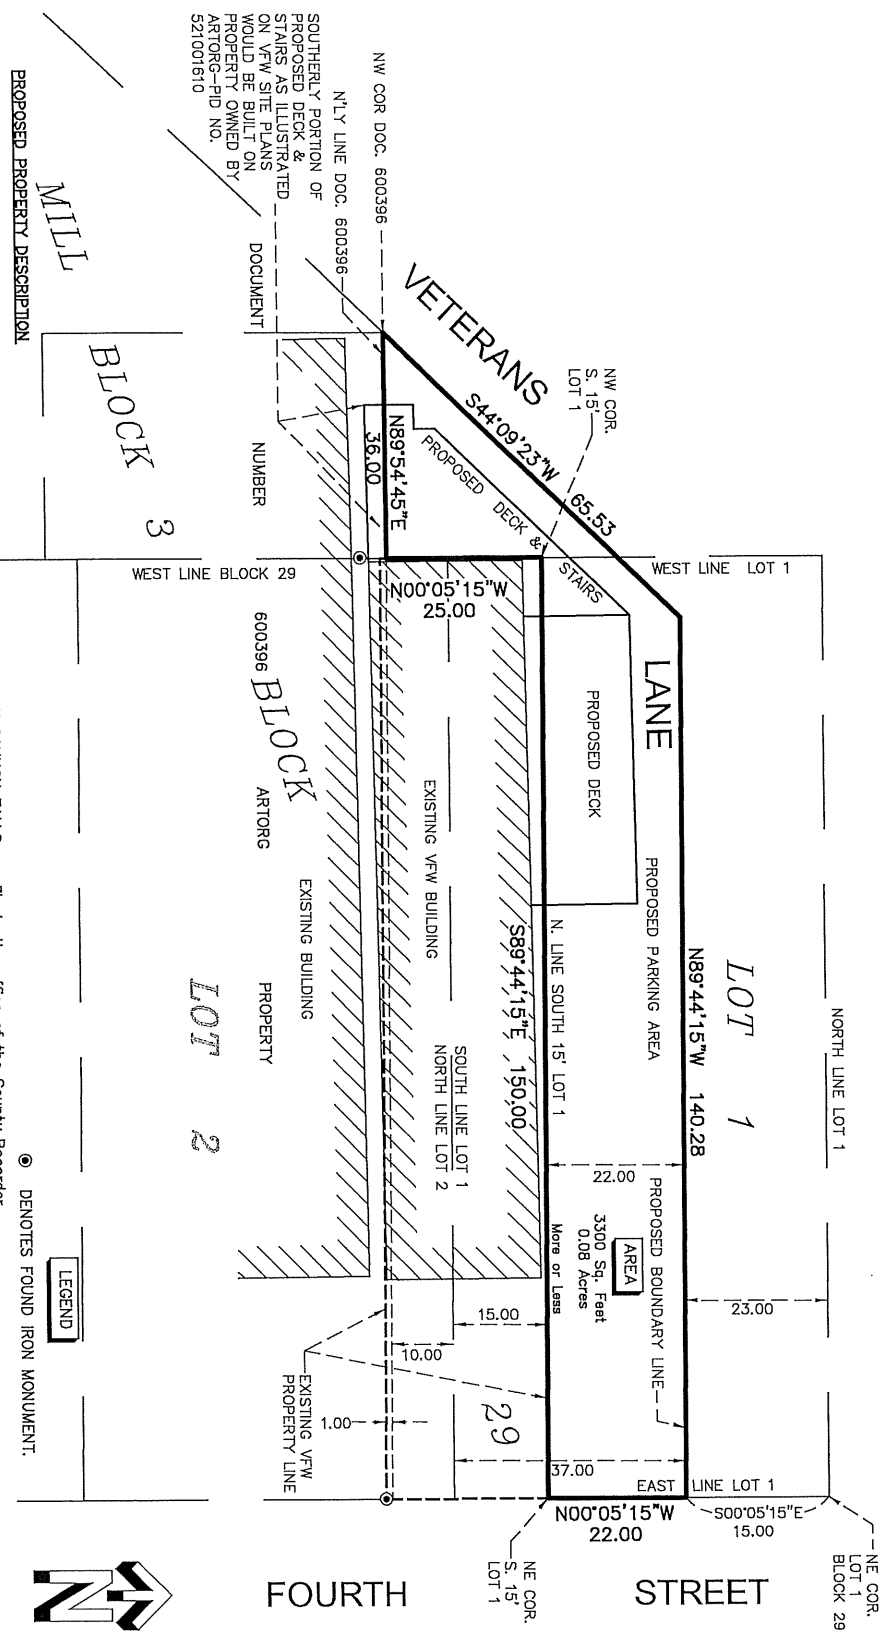 SOUTHERLY PORTION OF
PROPOSED DECK &
STAIRS AS ILLUSTRATED
ON VFW SITE PLANS
WOULD BE BUILT ON
PROPERTY OWNED BY
ARTORG-PID NO.
521001610
N'LY LINE DOC. 600396
NW COR DOC. 600396
VETERANS
LANE
NW COR.
S. 15'
LOT 1
S44°09'23"W 65.53
N89°54'45"E
36.00
PROPOSED DECK & STAIRS
N00°05'15"W
25.00
WEST LINE LOT 1
WEST LINE BLOCK 29
PROPOSED DECK
PROPOSED PARKING AREA
N89°44'15"W 140.28
LOT 1
NORTH LINE LOT 1
N. LINE SOUTH 15' LOT 1
S89°44'15"E 150.00
EXISTING VFW BUILDING
SOUTH LINE LOT 1
NORTH LINE LOT 2
22.00
PROPOSED BOUNDARY LINE
AREA
3300 Sq. Feet
0.08 Acres
More or Less
23.00
15.00
10.00
1.00
37.00
EXISTING VFW
PROPERTY LINE
29
EAST LINE LOT 1
N00°05'15"W
22.00
S00°05'15"E
15.00
NE COR.
LOT 1
BLOCK 29
NE COR.
S. 15'
LOT 1
FOURTH STREET
N
DOCUMENT NUMBER 600396 ARTORG PROPERTY
EXISTING BUILDING
BLOCK
LOT 2
MILL
BLOCK 3
LEGEND
DENOTES FOUND IRON MONUMENT.
PROPOSED PROPERTY DESCRIPTION
office of the County Recorder